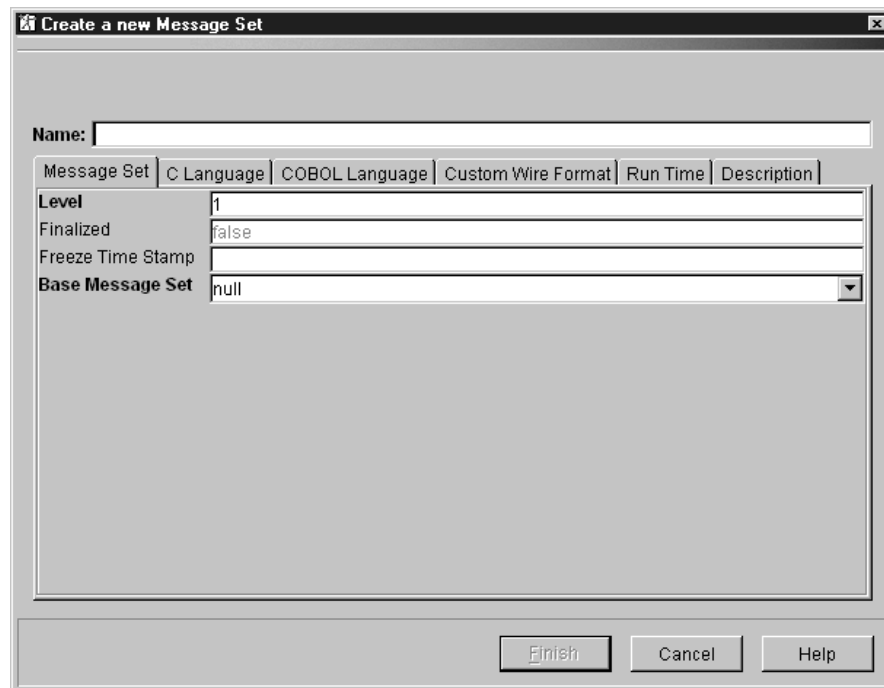 Create a new Message Set
Name:
Message Set C Language COBOL Language Custom Wire Format Run Time Description
Level 1
Finalized false
Freeze Time Stamp
Base Message Set null
Finish Cancel Help